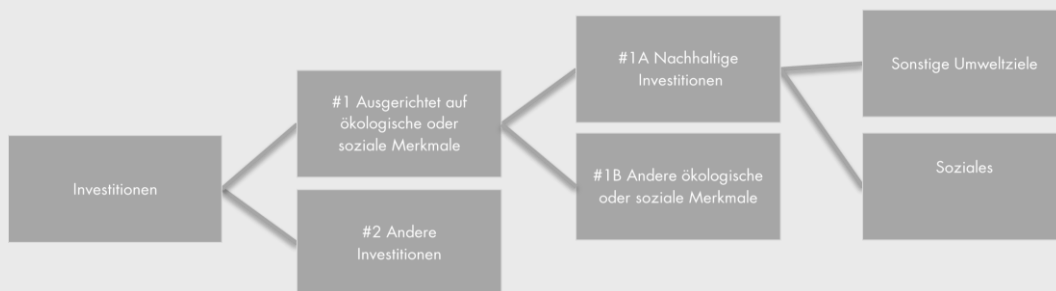 Investitionen
#1 Ausgerichtet auf
ökologische oder
soziale Merkmale
#2 Andere
Investitionen
#1A Nachhaltige
Investitionen
#1B Andere ökologische
oder soziale Merkmale
Sonstige Umweltziele
Soziales